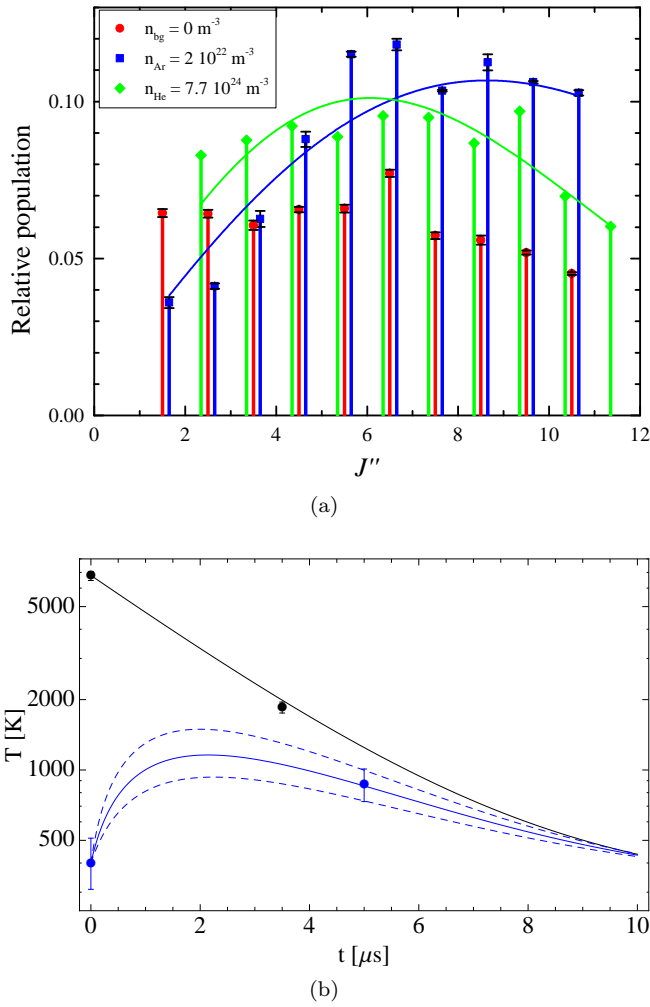 n_bg = 0 m^-3
n_Ar = 2 10^22 m^-3
n_He = 7.7 10^24 m^-3
Relative population
0.10
0.05
0.00
0 2 4 6 8 10 12
J''
(a)
T [K]
5000
2000
1000
500
0 2 4 6 8 10
t [μs]
(b)